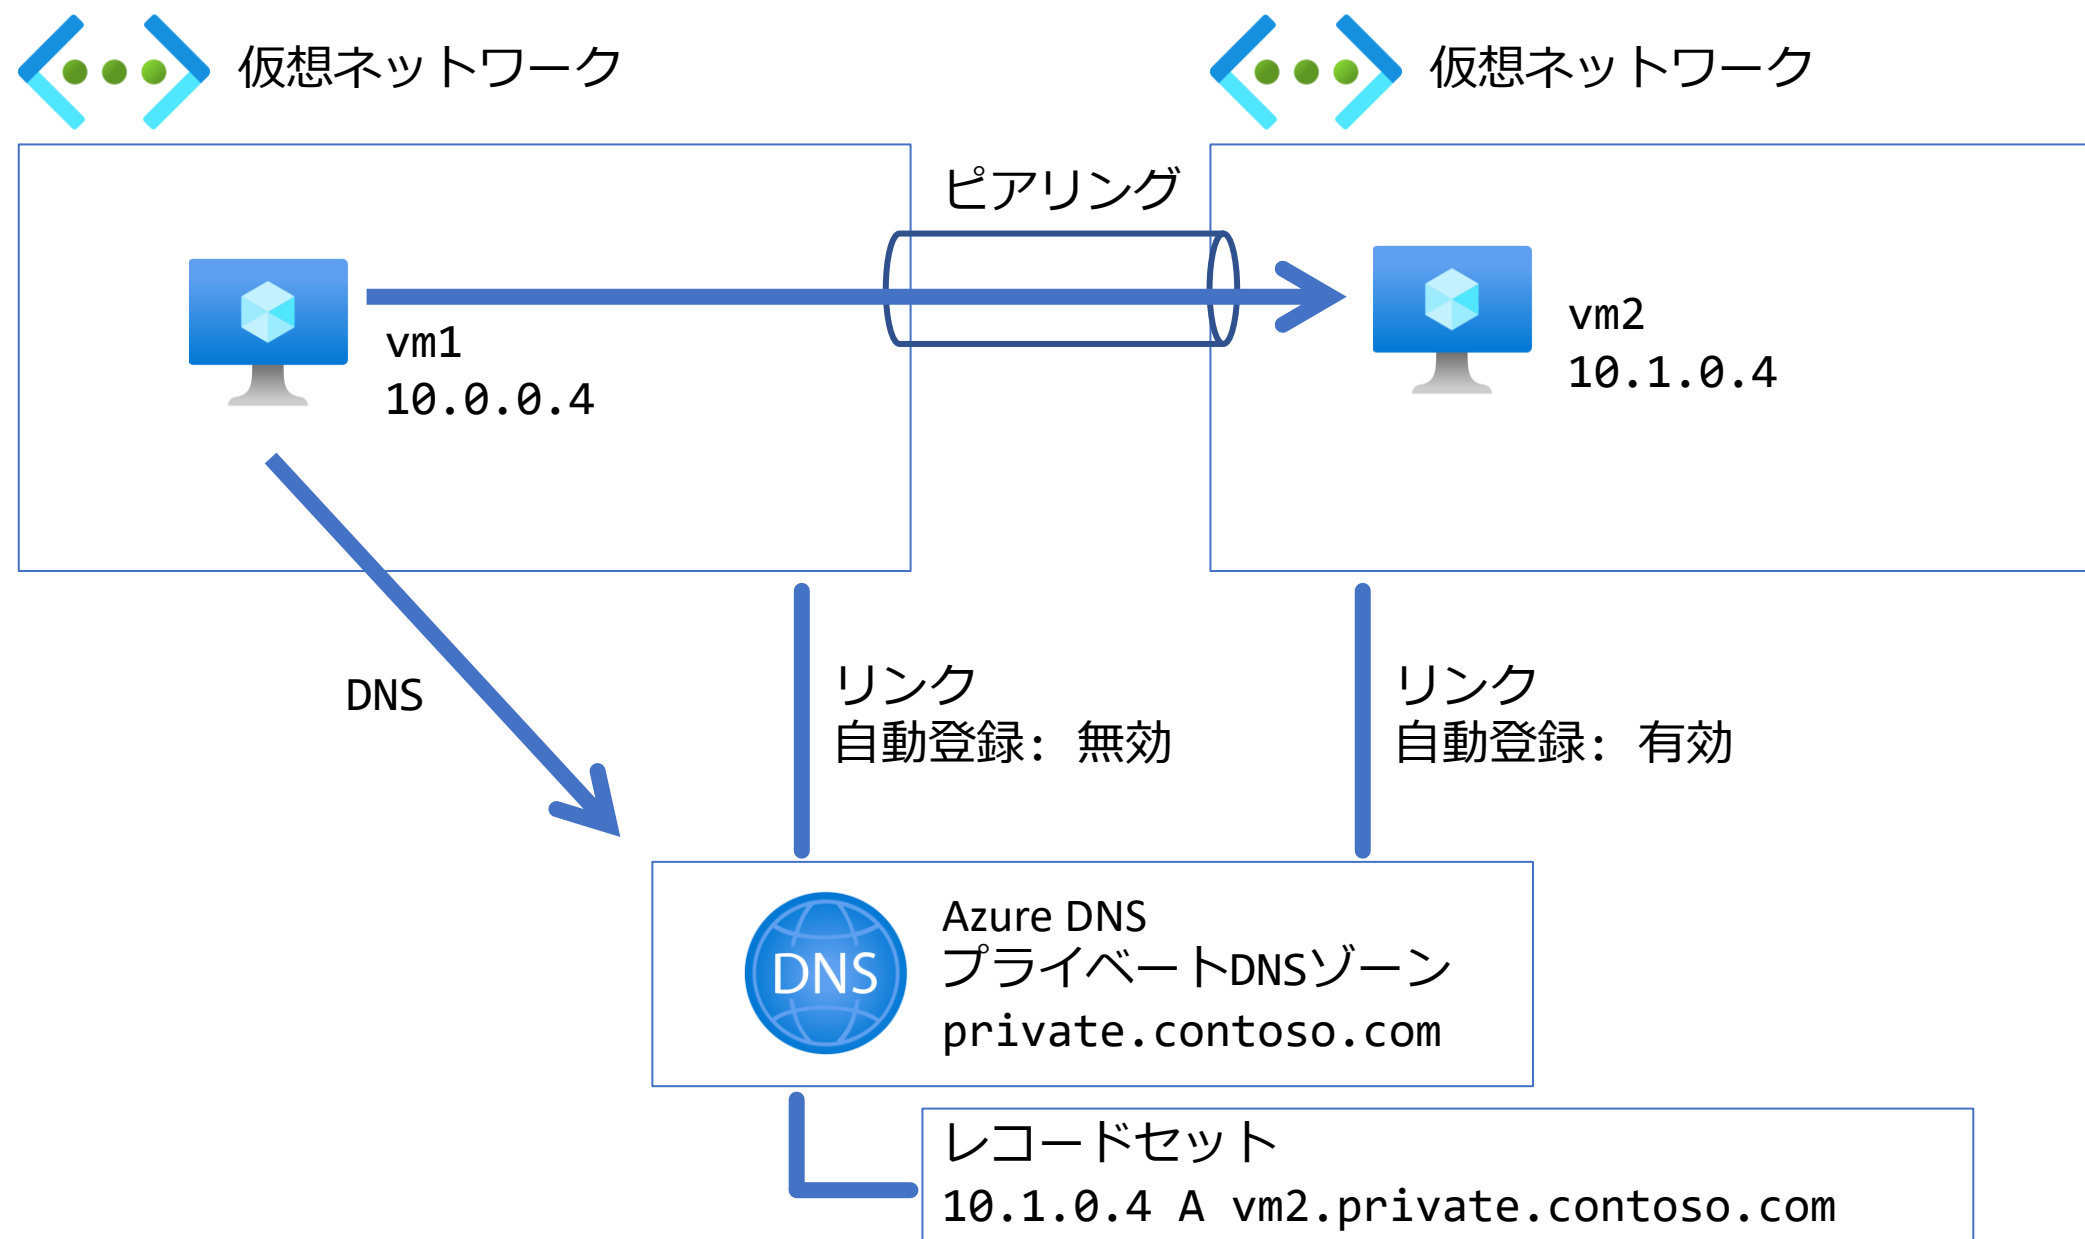 仮想ネットワーク
仮想ネットワーク
ピアリング
vm1
10.0.0.4
vm2
10.1.0.4
DNS
リンク
自動登録: 無効
リンク
自動登録: 有効
DNS
Azure DNS
プライベートDNSゾーン
private.contoso.com
レコードセット
10.1.0.4 A vm2.private.contoso.com